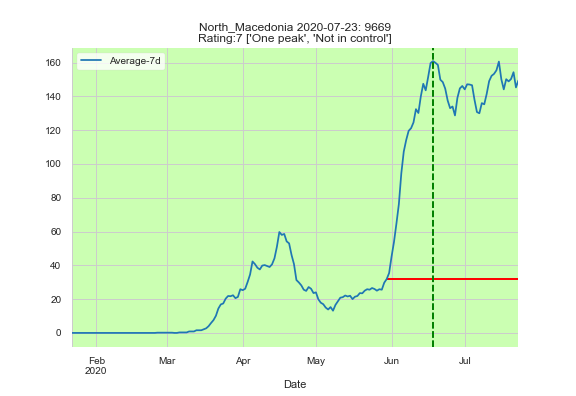 North_Macedonia 2020-07-23: 9669
Rating:7 ['One peak', 'Not in control']
Average-7d
160
140
120
100
80
60
40
20
0
Feb
2020
Mar
Apr
May
Jun
Jul
Date